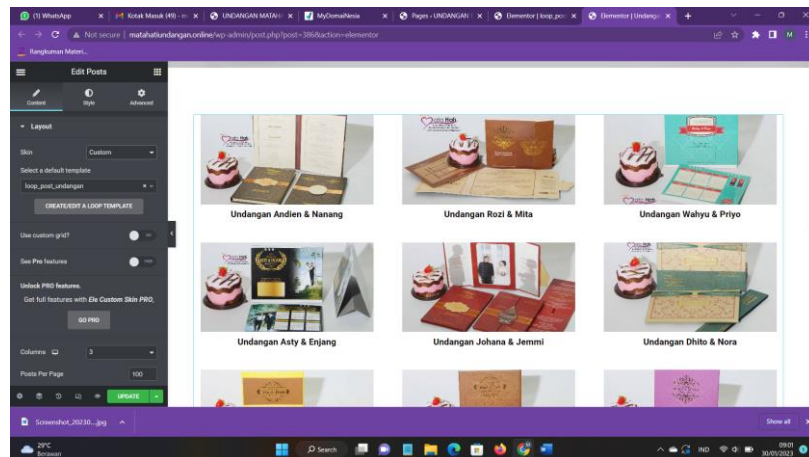 (1) WhatsApp
Kotak Masuk (49) - m
UNDANGAN MATAH
MyDomaiNesia
Pages ‹ UNDANGAN
Elementor | loop_pos
Elementor | Undanga
Not secure | matahatiundangan.online/wp-admin/post.php?post=386&action=elementor
Rangkuman Materi...
Edit Posts
Content
Style
Advanced
Layout
Skin
Custom
Select a default template
loop_post_undangan
CREATE/EDIT A LOOP TEMPLATE
Use custom grid?
See Pro features
Unlock PRO features.
Get full features with Ele Custom Skin PRO,
GO PRO
Columns
3
Posts Per Page
100
UPDATE
Undangan Andien & Nanang
Undangan Rozi & Mita
Undangan Wahyu & Priyo
Undangan Asty & Enjang
Undangan Johana & Jemmi
Undangan Dhito & Nora
Screenshot_20230....jpg
Show all
29°C
Berawan
Search
IND
09:01
30/01/2023